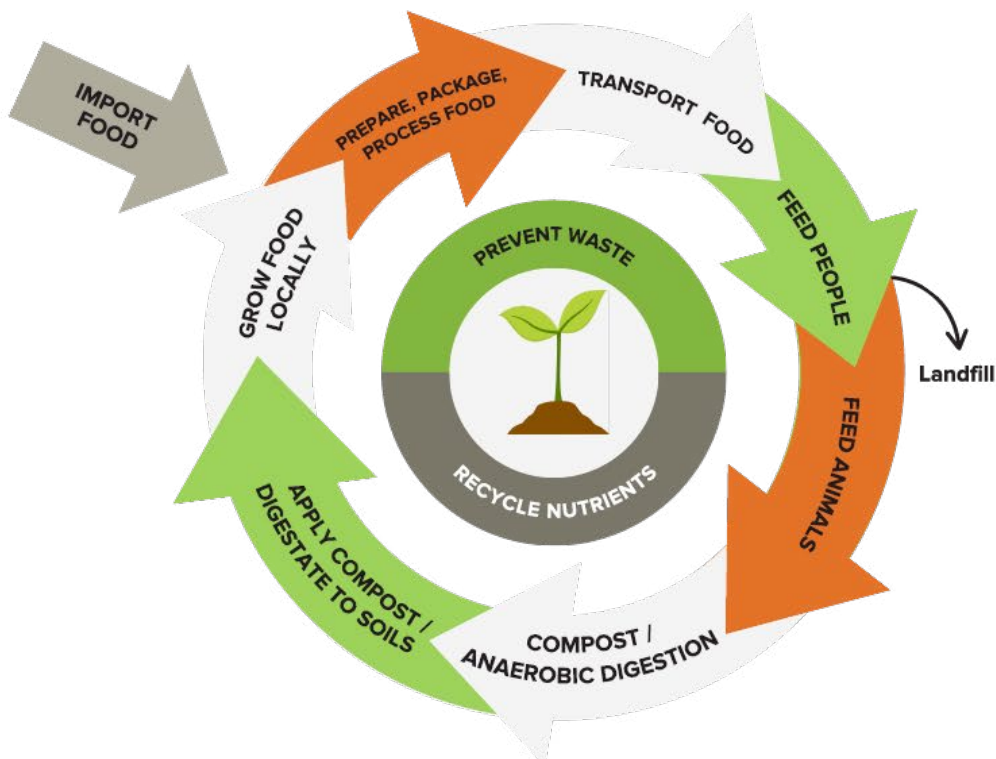 IMPORT
FOOD
PREPARE, PACKAGE,
PROCESS FOOD
TRANSPORT FOOD
FEED PEOPLE
Landfill
FEED ANIMALS
COMPOST /
ANAEROBIC DIGESTION
APPLY COMPOST /
DIGESTATE TO SOILS
GROW FOOD
LOCALLY
PREVENT WASTE
RECYCLE NUTRIENTS